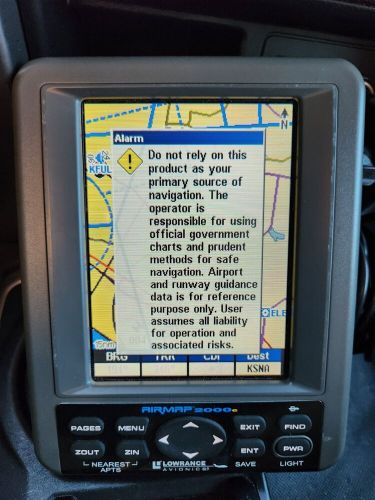 N
Alarm
KFUL
Do not rely on this
product as your
primary source of
navigation. The
operator is
responsible for using
official government
charts and prudent
methods for safe
navigation. Airport
and runway guidance
data is for reference
purpose only. User
assumes all liability
for operation and
associated risks.
ELE
15nm
BRG TRK CDI Dest
KSNA
AIRMAP 2000c
PAGES MENU EXIT FIND
ZOUT ZIN ENT PWR
NEAREST APTS
LOWRANCE AVIONICS
SAVE LIGHT